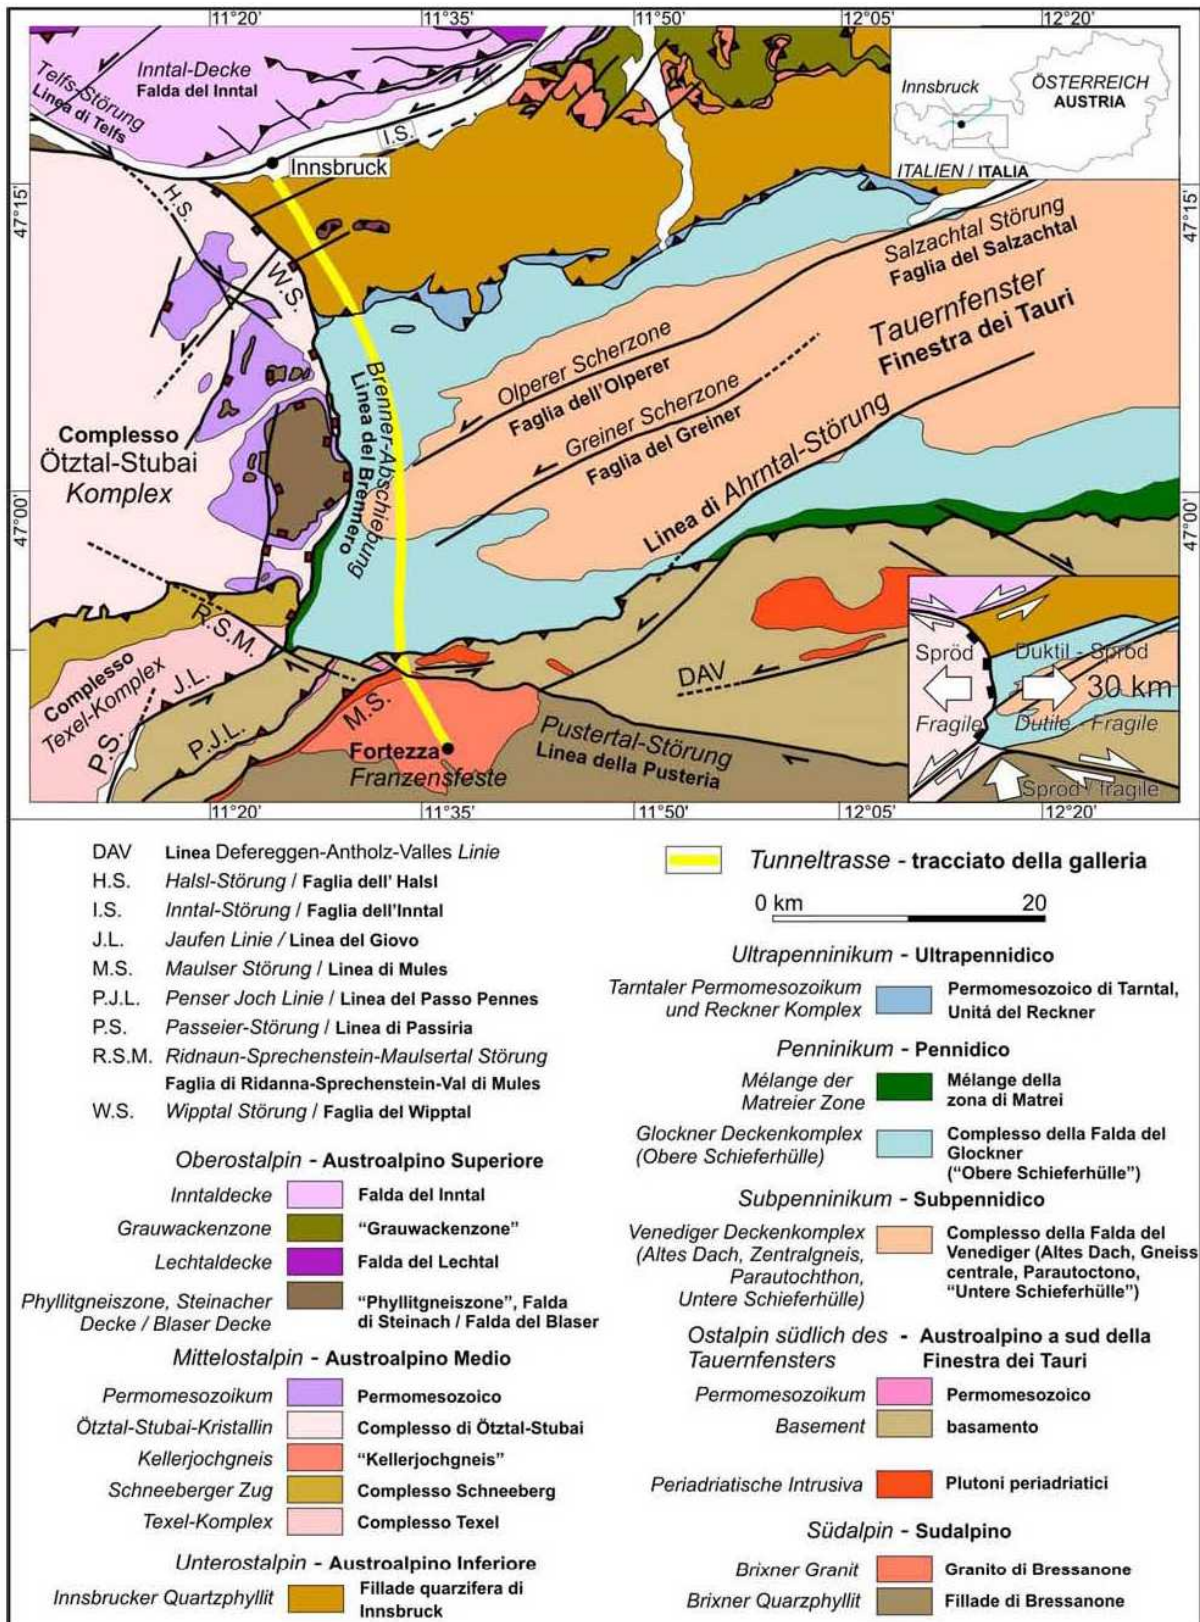 11°20'
11°35'
11°50'
12°05'
12°20'
Telfs-Störung
Linea di Telfs
Inntal-Decke
Falda del Inntal
I.S.
Innsbruck
Innsbruck
ÖSTERREICH
AUSTRIA
ITALIEN / ITALIA
47°15'
47°15'
H.S.
W.S.
Salzachtal Störung
Faglia del Salzachtal
Tauernfenster
Finestra dei Tauri
Olperer Scherzone
Faglia dell'Olperer
Greiner Scherzone
Faglia del Greiner
Brenner-Abschiebung
Linea del Brennero
Complesso
Ötztal-Stubai
Komplex
Linea di Ahrntal-Störung
47°00'
47°00'
R.S.M.
Complesso
Texel-Komplex
J.L.
P.S.
P.J.L.
M.S.
DAV
Fortezza
Franzensfeste
Pustertal-Störung
Linea della Pusteria
Spröd
Duktil - Spröd
30 km
Fragile
Dutile - Fragile
Spröd / fragile
11°20'
11°35'
11°50'
12°05'
12°20'
DAV Linea Defereggen-Antholz-Valles Linie
H.S. Halsl-Störung / Faglia dell' Halsl
I.S. Inntal-Störung / Faglia dell'Inntal
J.L. Jaufen Linie / Linea del Giovo
M.S. Maulser Störung / Linea di Mules
P.J.L. Penser Joch Linie / Linea del Passo Pennes
P.S. Passeier-Störung / Linea di Passiria
R.S.M. Ridnaun-Sprechenstein-Maulsertal Störung
Faglia di Ridanna-Sprechenstein-Val di Mules
W.S. Wipptal Störung / Faglia del Wipptal
Oberostalpin - Austroalpino Superiore
Inntaldecke Falda del Inntal
Grauwackenzone "Grauwackenzone"
Lechtaldecke Falda del Lechtal
Phyllitgneiszone, Steinacher "Phyllitgneiszone", Falda
Decke / Blaser Decke di Steinach / Falda del Blaser
Mittelostalpin - Austroalpino Medio
Permomesozoikum Permomesozoico
Ötztal-Stubai-Kristallin Complesso di Ötztal-Stubai
Kellerjochgneis "Kellerjochgneis"
Schneeberger Zug Complesso Schneeberg
Texel-Komplex Complesso Texel
Unterostalpin - Austroalpino Inferiore
Innsbrucker Quartzphyllit Fillade quarzifera di
Innsbruck
Tunneltrasse - tracciato della galleria
0 km 20
Ultrapenninikum - Ultrapennidico
Tarntaler Permomesozoikum Permomesozoico di Tarntal,
und Reckner Komplex Unitá del Reckner
Penninikum - Pennidico
Mélange der Mélange della
Matreier Zone zona di Matrei
Glockner Deckenkomplex Complesso della Falda del
(Obere Schieferhülle) Glockner
("Obere Schieferhülle")
Subpenninikum - Subpennidico
Venediger Deckenkomplex Complesso della Falda del
(Altes Dach, Zentralgneis, Venediger (Altes Dach, Gneiss
Parautochthon, centrale, Parautoctono,
Untere Schieferhülle) "Untere Schieferhülle")
Ostalpin südlich des - Austroalpino a sud della
Tauernfensters Finestra dei Tauri
Permomesozoikum Permomesozoico
Basement basamento
Periadriatische Intrusiva Plutoni periadriatici
Südalpin - Sudalpino
Brixner Granit Granito di Bressanone
Brixner Quarzphyllit Fillade di Bressanone